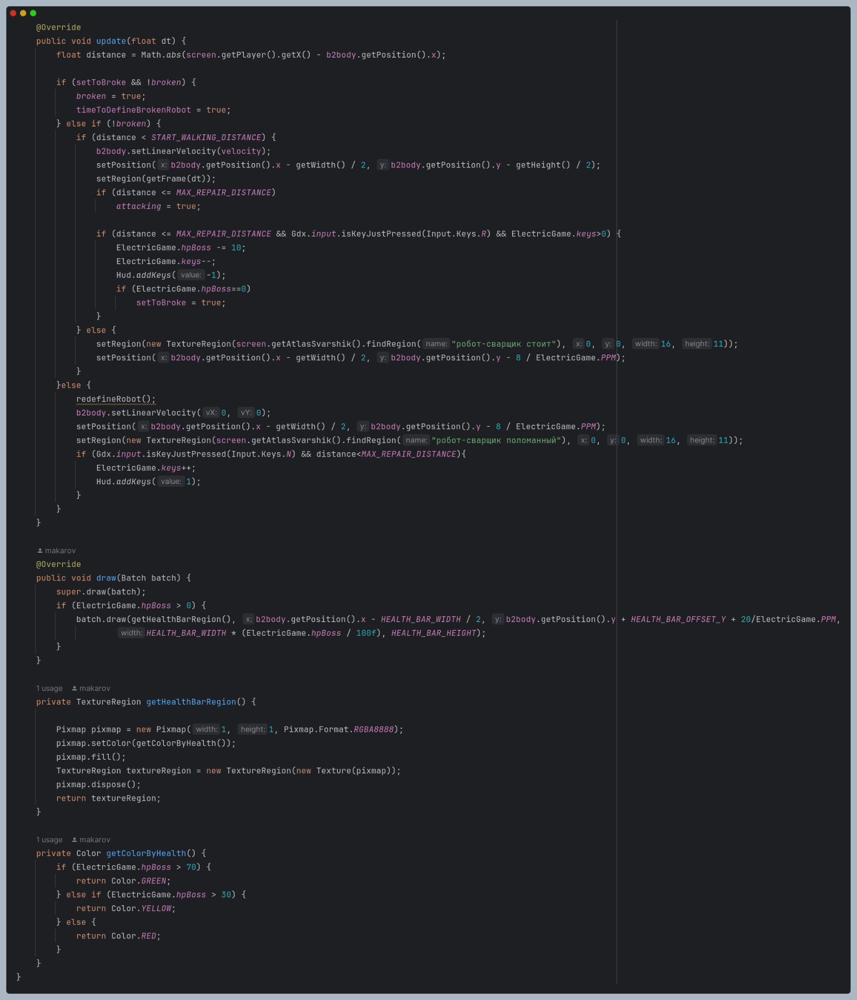 @Override
public void update(float dt) {
float distance = Math.abs(screen.getPlayer().getX() - b2body.getPosition().x);
if (setToBroke && !broken) {
broken = true;
timeToDefineBrokenRobot = true;
} else if (!broken) {
if (distance < START_WALKING_DISTANCE) {
b2body.setLinearVelocity(velocity);
setPosition( x: b2body.getPosition().x - getWidth() / 2, y: b2body.getPosition().y - getHeight() / 2);
setRegion(getFrame(dt));
if (distance <= MAX_REPAIR_DISTANCE)
attacking = true;
if (distance <= MAX_REPAIR_DISTANCE && Gdx.input.isKeyJustPressed(Input.Keys.R) && ElectricGame.keys>0) {
ElectricGame.hpBoss -= 10;
ElectricGame.keys--;
Hud.addKeys( value: -1);
if (ElectricGame.hpBoss==0)
setToBroke = true;
}
} else {
setRegion(new TextureRegion(screen.getAtlasSvarshik().findRegion( name: "робот-сварщик стоит"), x: 0, y: 0, width: 16, height: 11));
setPosition( x: b2body.getPosition().x - getWidth() / 2, y: b2body.getPosition().y - 8 / ElectricGame.PPM);
}
}else {
redefineRobot();
b2body.setLinearVelocity( vX: 0, vY: 0);
setPosition( x: b2body.getPosition().x - getWidth() / 2, y: b2body.getPosition().y - 8 / ElectricGame.PPM);
setRegion(new TextureRegion(screen.getAtlasSvarshik().findRegion( name: "робот-сварщик поломанный"), x: 0, y: 0, width: 16, height: 11));
if (Gdx.input.isKeyJustPressed(Input.Keys.N) && distance<MAX_REPAIR_DISTANCE){
ElectricGame.keys++;
Hud.addKeys( value: 1);
}
}
}
makarov
@Override
public void draw(Batch batch) {
super.draw(batch);
if (ElectricGame.hpBoss > 0) {
batch.draw(getHealthBarRegion(), x: b2body.getPosition().x - HEALTH_BAR_WIDTH / 2, y: b2body.getPosition().y + HEALTH_BAR_OFFSET_Y + 20/ElectricGame.PPM,
width: HEALTH_BAR_WIDTH * (ElectricGame.hpBoss / 100f), HEALTH_BAR_HEIGHT);
}
}
1 usage makarov
private TextureRegion getHealthBarRegion() {
Pixmap pixmap = new Pixmap( width: 1, height: 1, Pixmap.Format.RGBA8888);
pixmap.setColor(getColorByHealth());
pixmap.fill();
TextureRegion textureRegion = new TextureRegion(new Texture(pixmap));
pixmap.dispose();
return textureRegion;
}
1 usage makarov
private Color getColorByHealth() {
if (ElectricGame.hpBoss > 70) {
return Color.GREEN;
} else if (ElectricGame.hpBoss > 30) {
return Color.YELLOW;
} else {
return Color.RED;
}
}
}